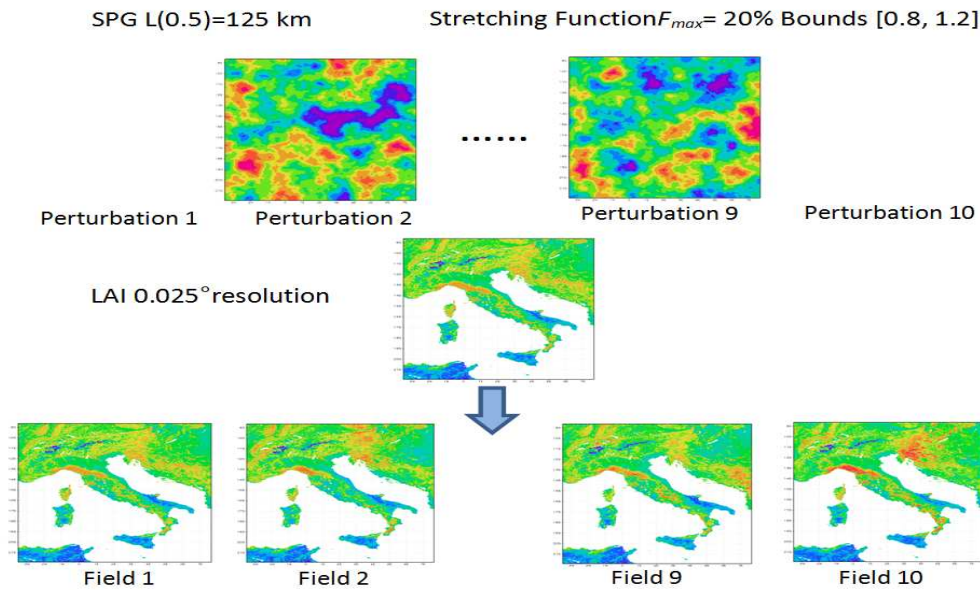 SPG L(0.5)=125 km
Stretching FunctionFmax= 20% Bounds [0.8, 1.2]
......
Perturbation 1
Perturbation 2
Perturbation 9
Perturbation 10
LAI 0.025°resolution
Field 1
Field 2
Field 9
Field 10